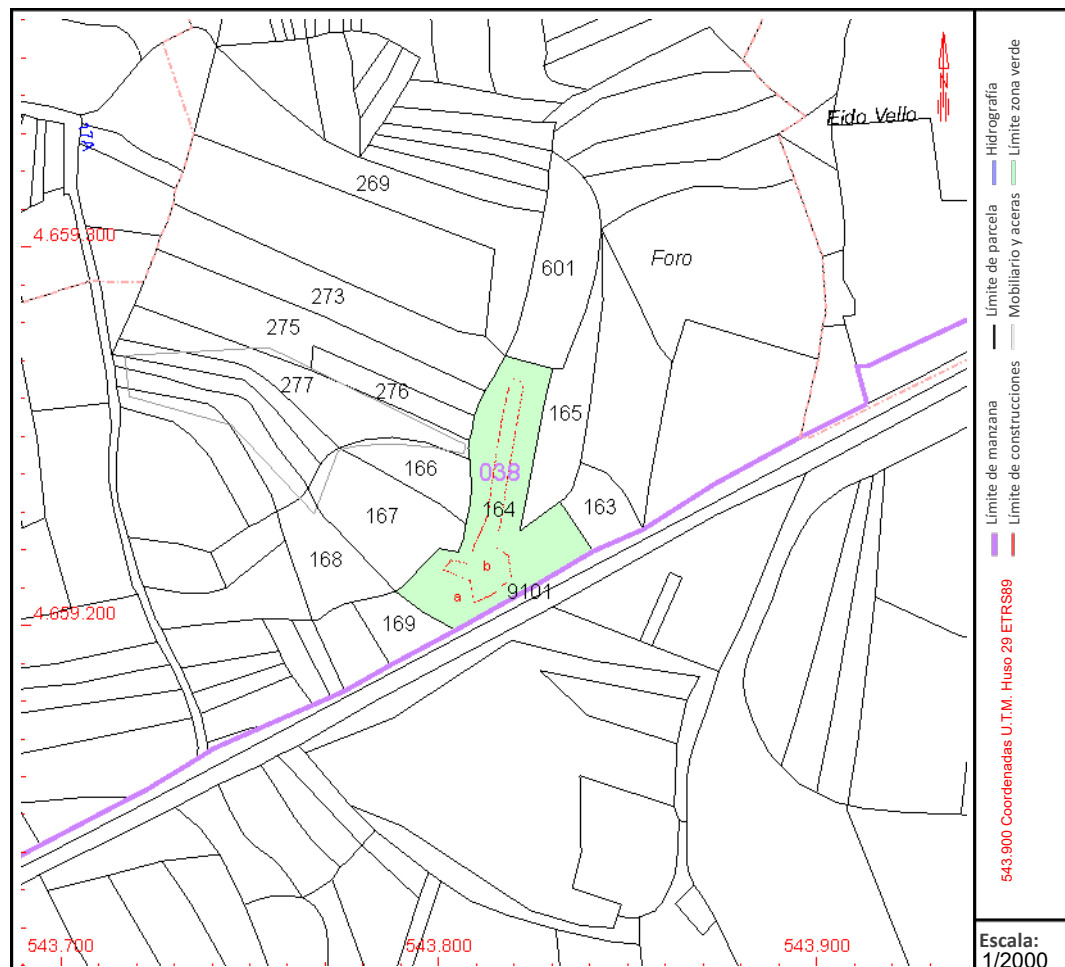 Eido Vello
269
4.659.300
Foro
601
273
275
277
276
165
166
038
164
163
167
168
b
a
9101
4.659.200
169
543.700
543.800
543.900
N
Hidrografía
Límite zona verde
Límite de parcela
Mobiliario y aceras
Límite de manzana
Límite de construcciones
543.900 Coordenadas U.T.M. Huso 29 ETRS89
Escala:
1/2000